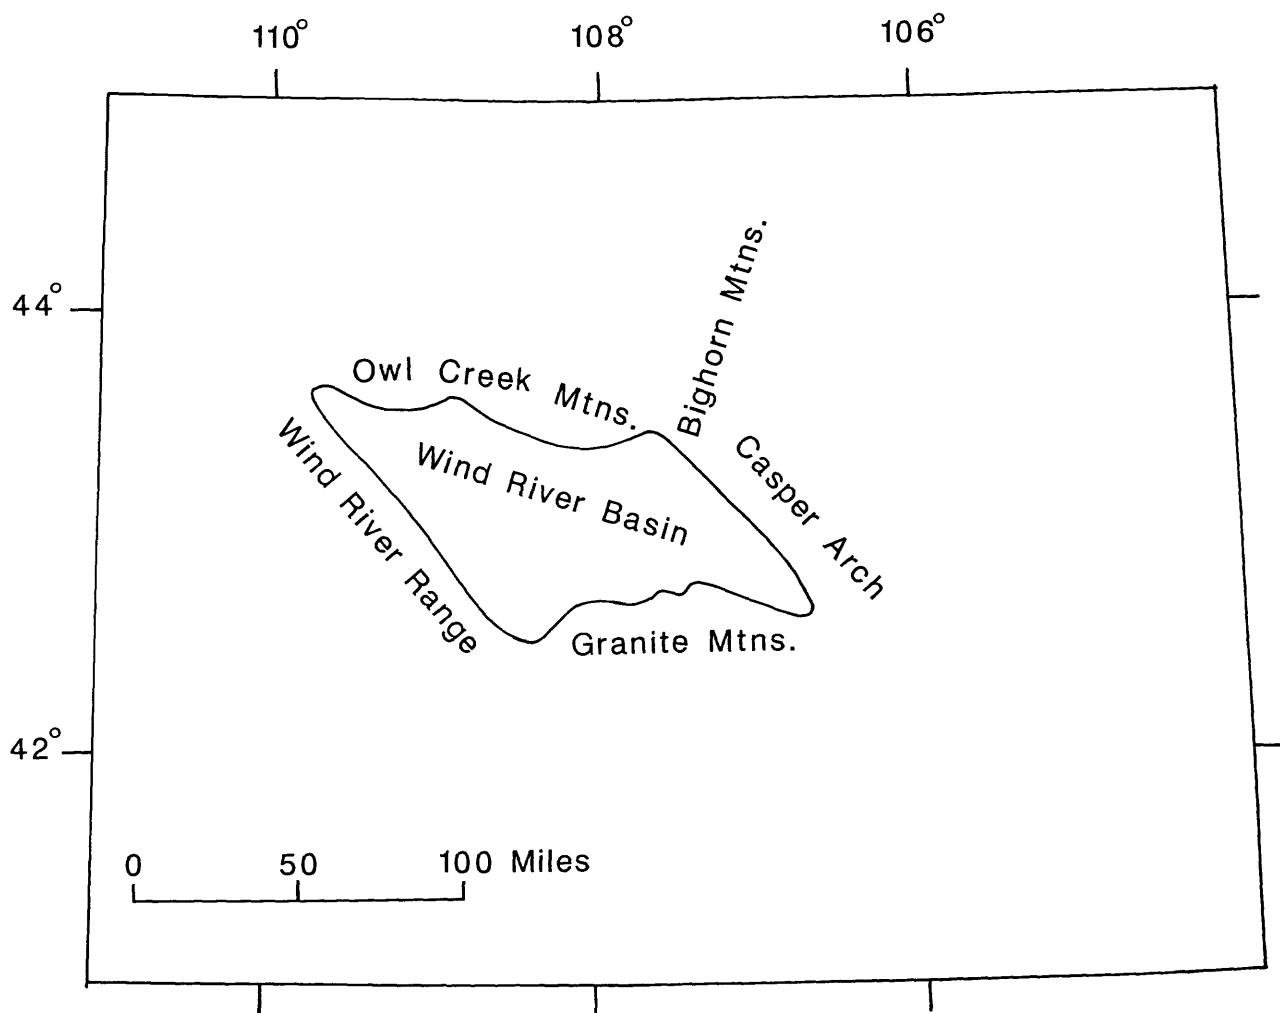 110° 108° 106°
44°
Bighorn Mtns.
Owl Creek Mtns.
Casper Arch
Wind River Basin
Wind River Range
Granite Mtns.
42°
0 50 100 Miles